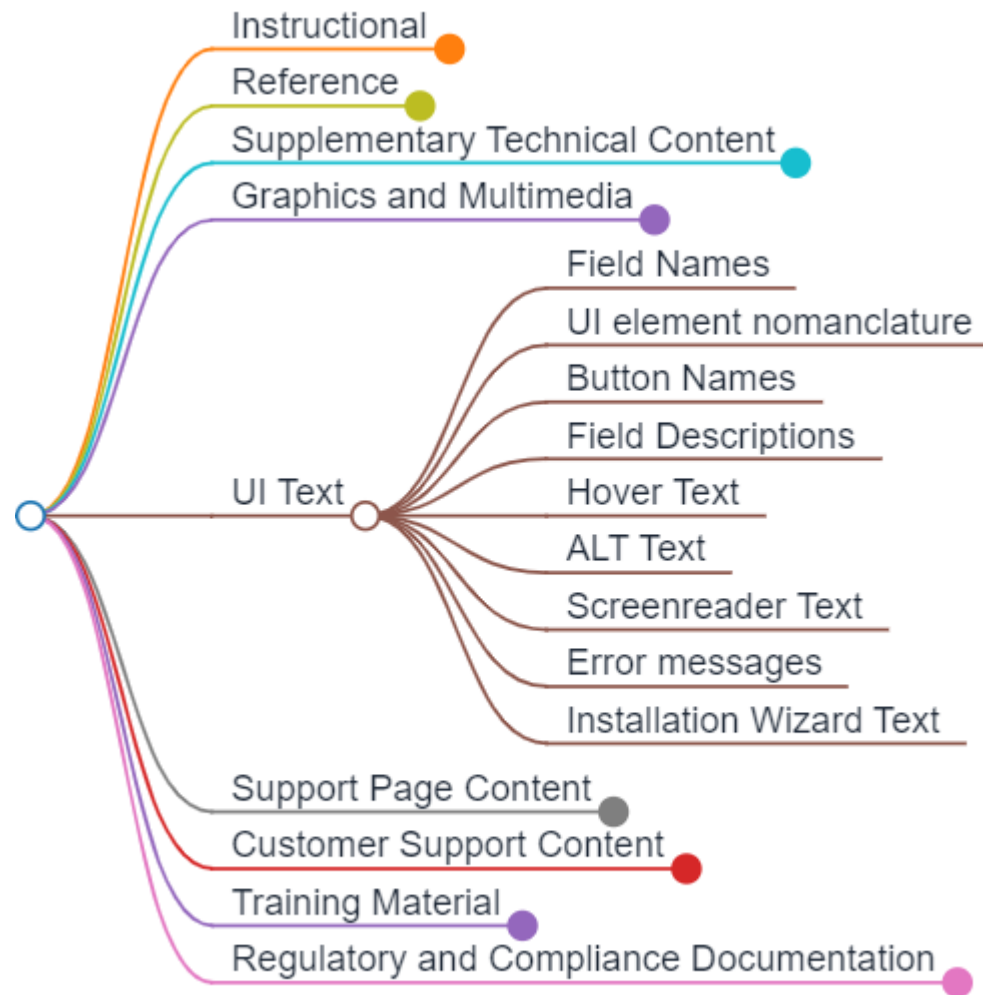 Instructional
Reference
Supplementary Technical Content
Graphics and Multimedia
UI Text
Field Names
UI element nomanclature
Button Names
Field Descriptions
Hover Text
ALT Text
Screenreader Text
Error messages
Installation Wizard Text
Support Page Content
Customer Support Content
Training Material
Regulatory and Compliance Documentation